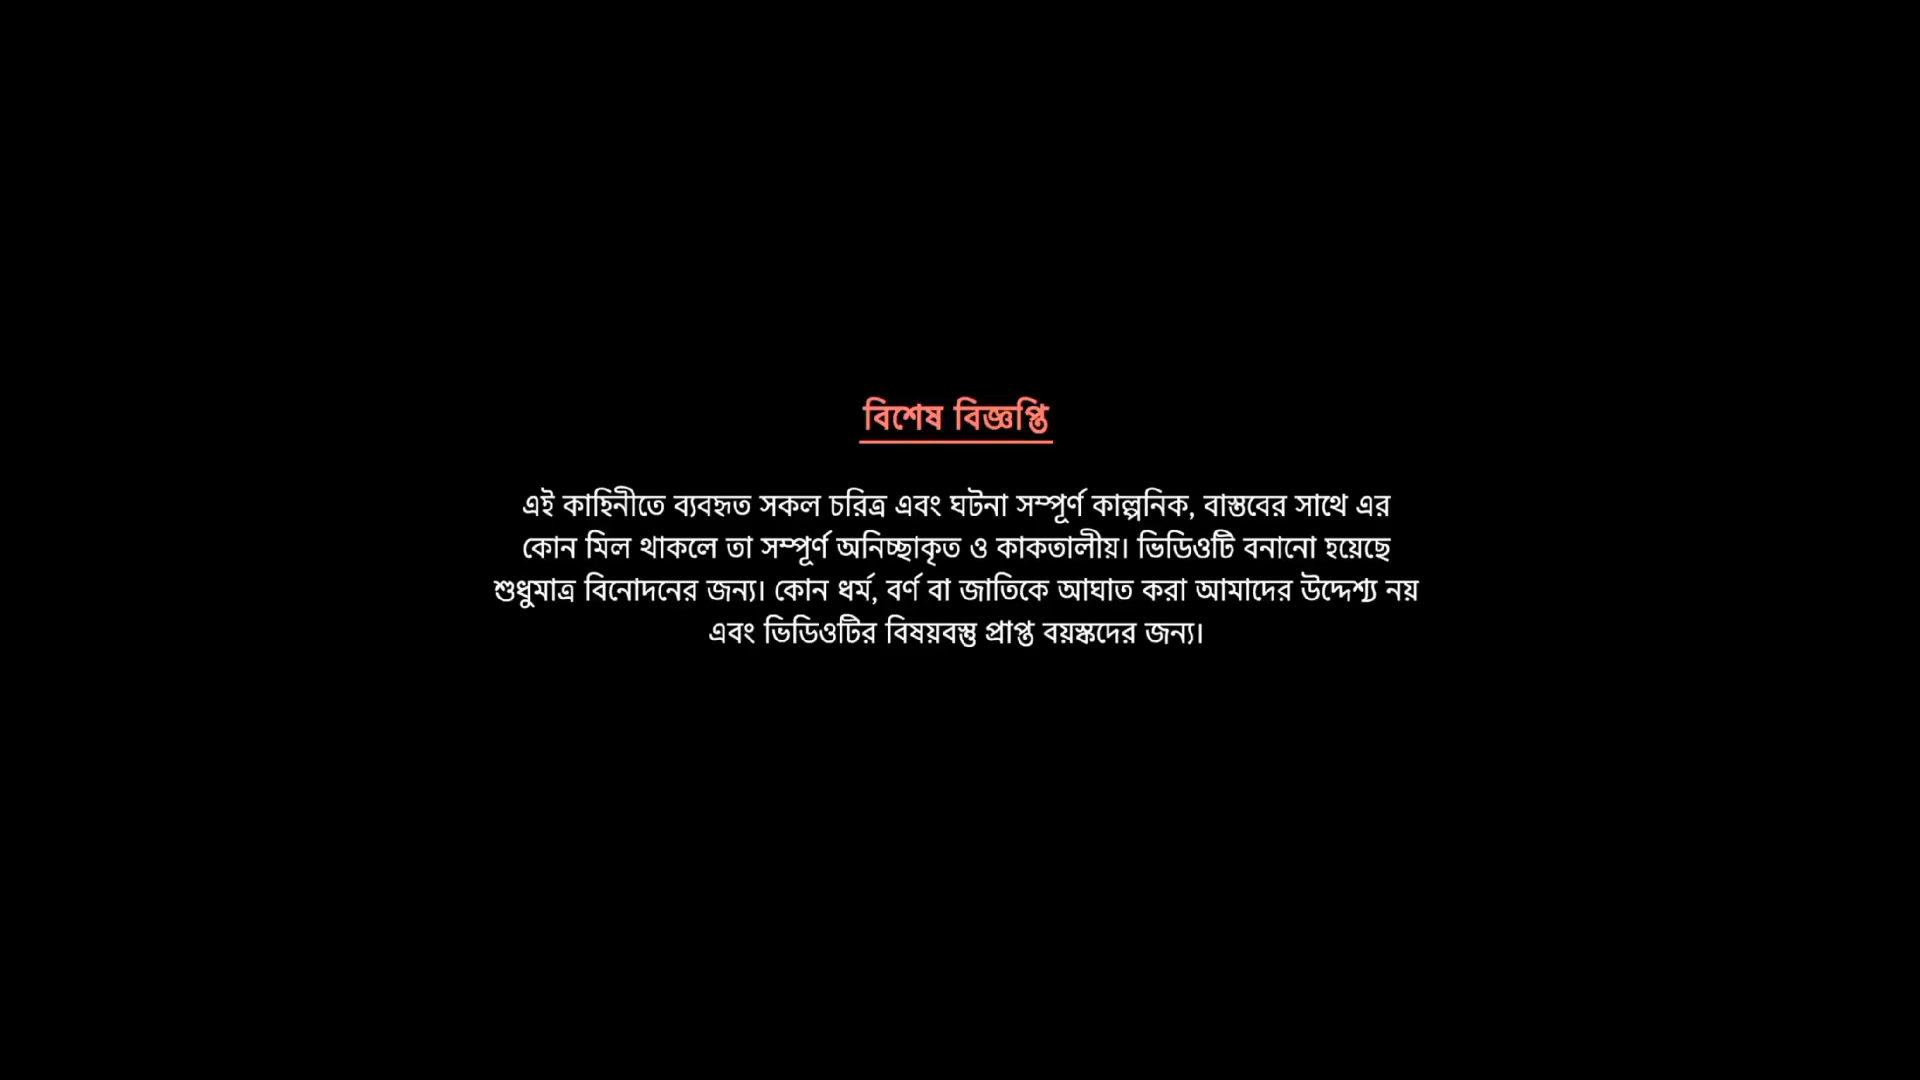 বিশেষ বিজ্ঞপ্তি
এই কাহিনীতে ব্যবহৃত সকল চরিত্র এবং ঘটনা সম্পূর্ণ কাল্পনিক, বাস্তবের সাথে এর
কোন মিল থাকলে তা সম্পূর্ণ অনিচ্ছাকৃত ও কাকতালীয়। ভিডিওটি বনানো হয়েছে
শুধুমাত্র বিনোদনের জন্য। কোন ধর্ম, বর্ণ বা জাতিকে আঘাত করা আমাদের উদ্দেশ্য নয়
এবং ভিডিওটির বিষয়বস্তু প্রাপ্ত বয়স্কদের জন্য।